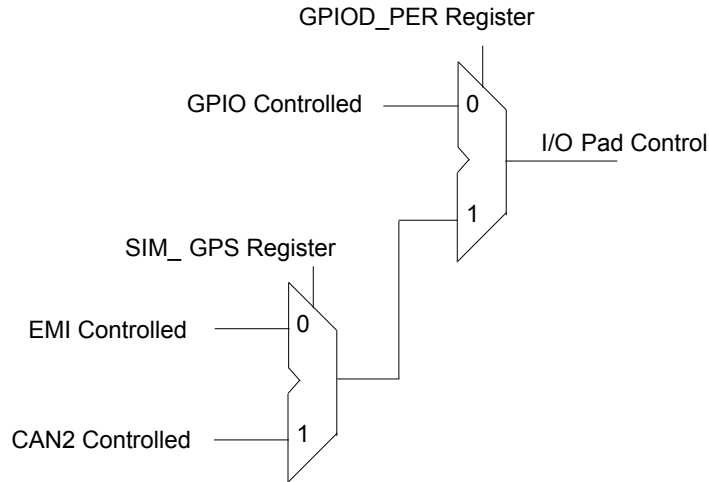 GPIOD_PER Register
GPIO Controlled
0
I/O Pad Control
1
SIM_ GPS Register
EMI Controlled
0
CAN2 Controlled
1